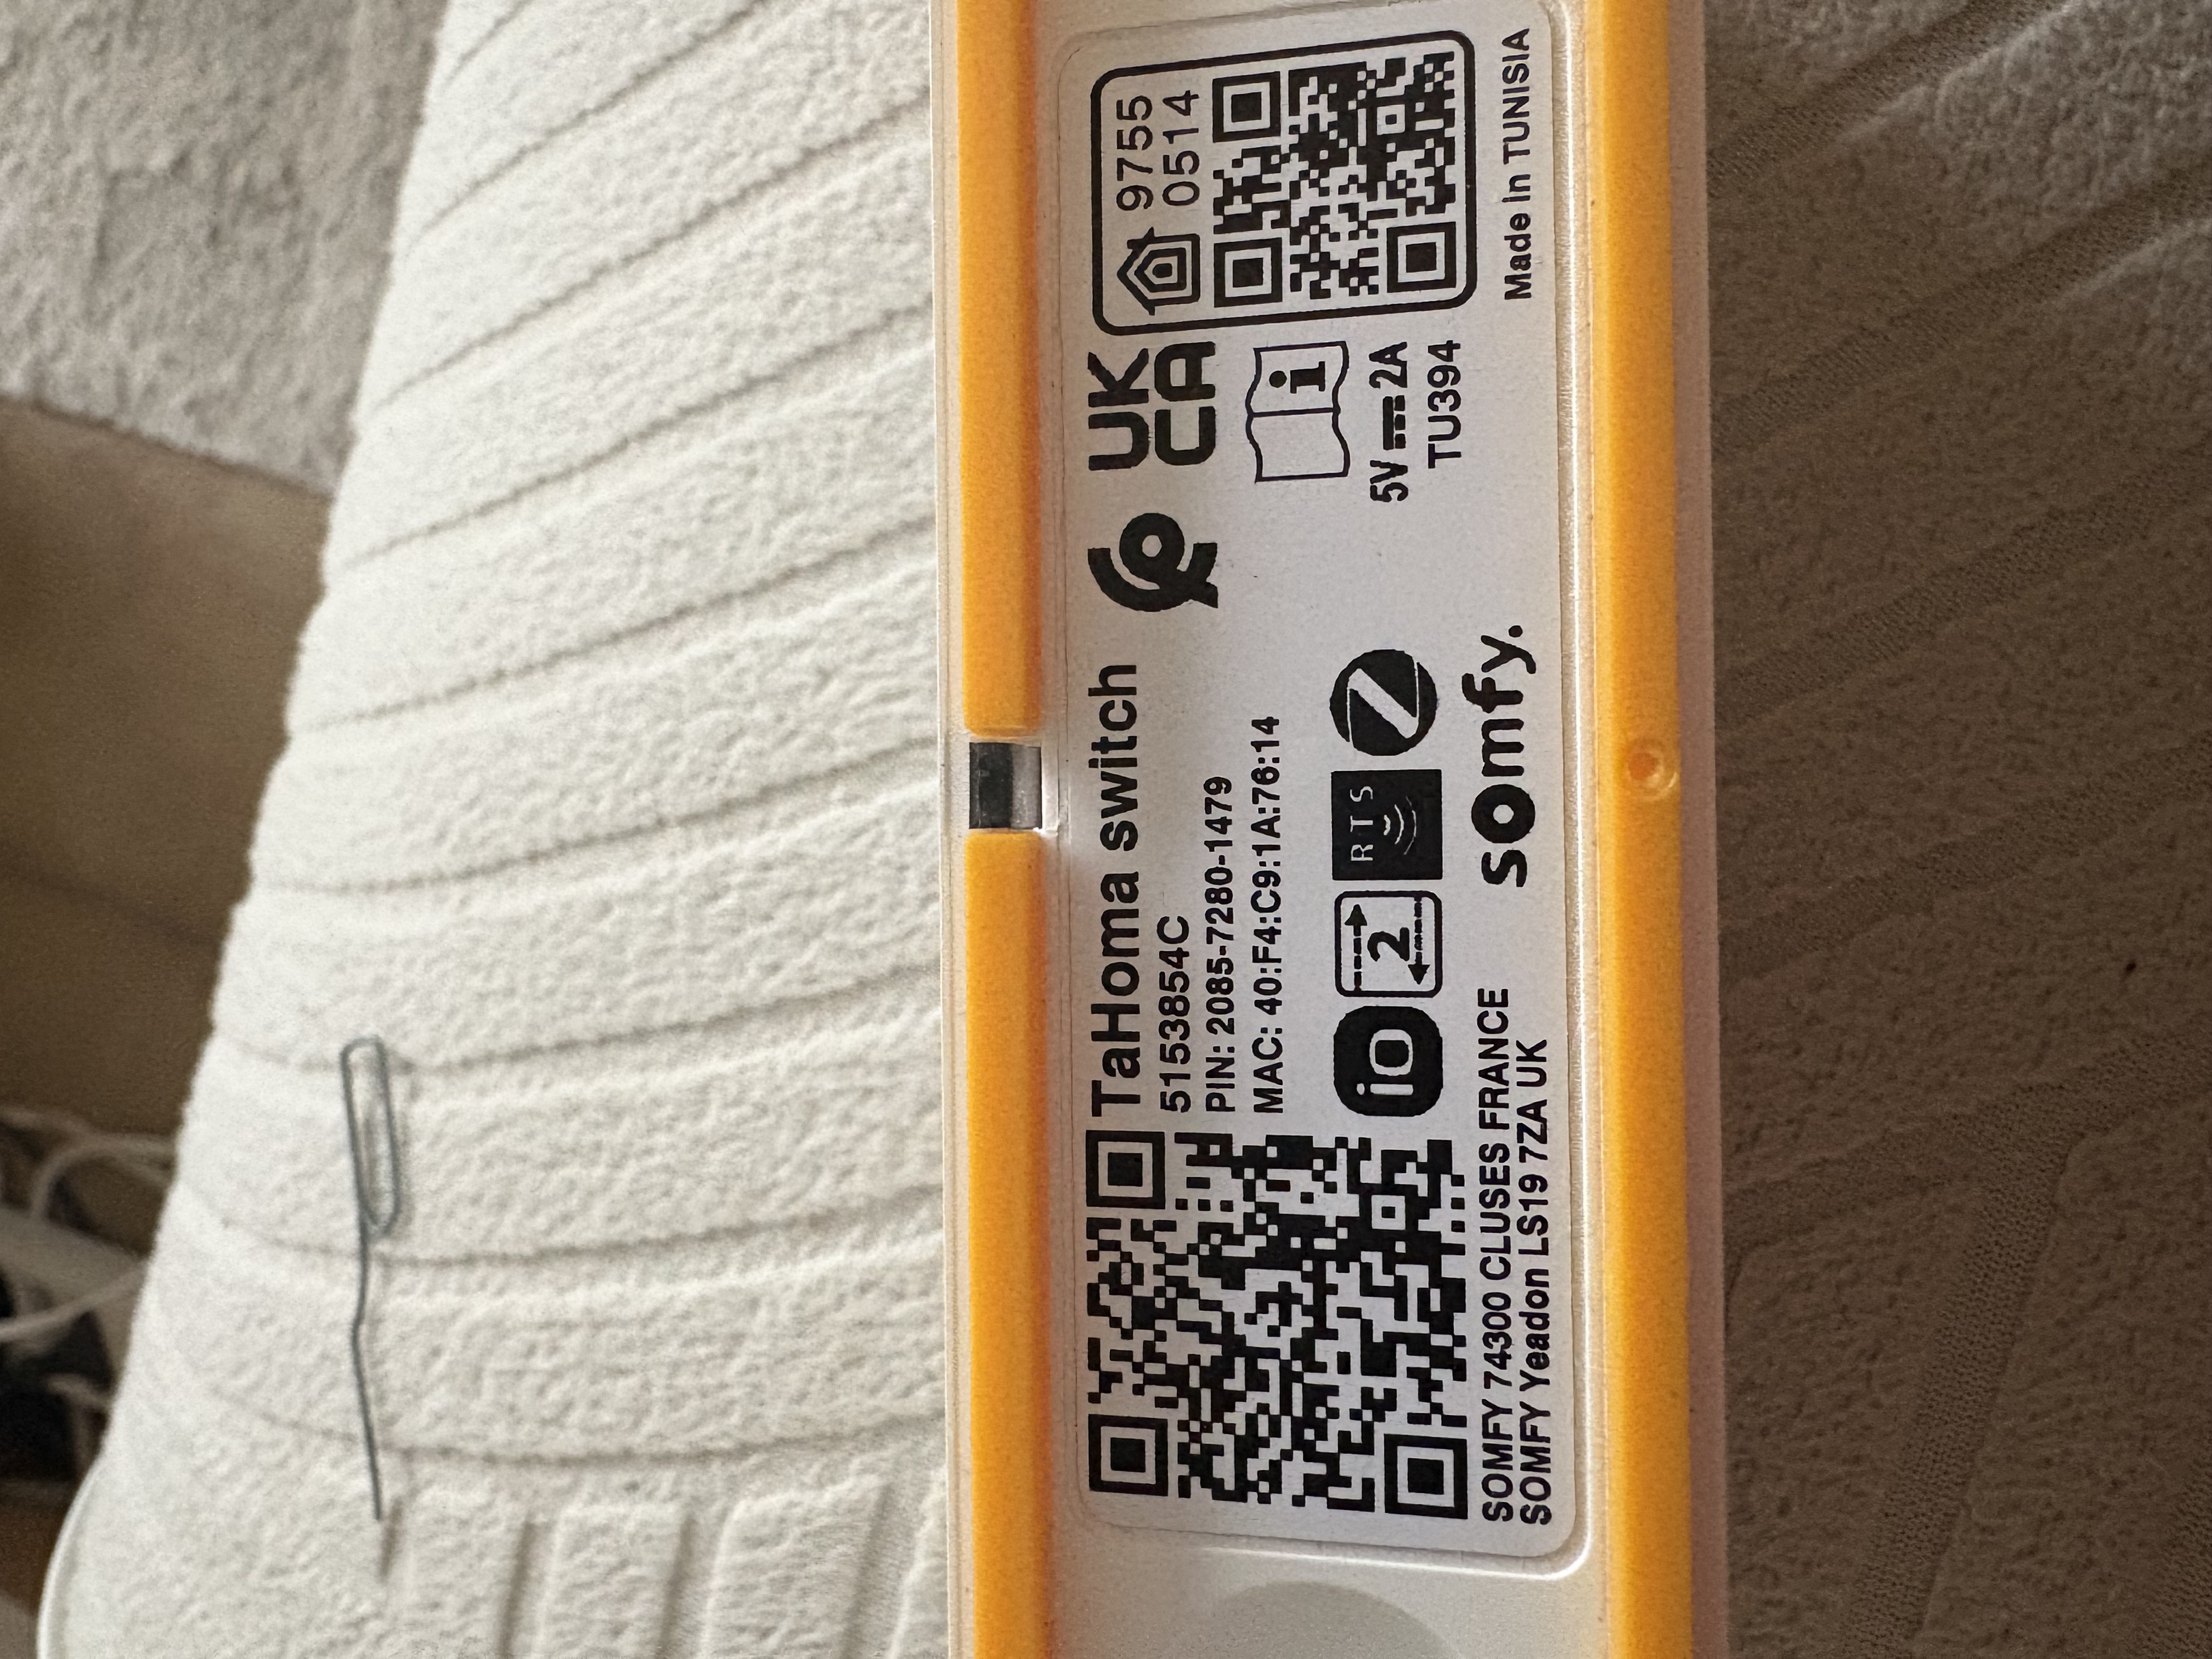 TaHoma switch
5153854C
PIN: 2085-7280-1479
MAC: 40:F4:C9:1A:76:14
io
2
RTS
somfy.
SOMFY 74300 CLUSES FRANCE
SOMFY Yeadon LS19 7ZA UK
UK
CA
i
5V 2A
TU394
9755
0514
Made in TUNISIA